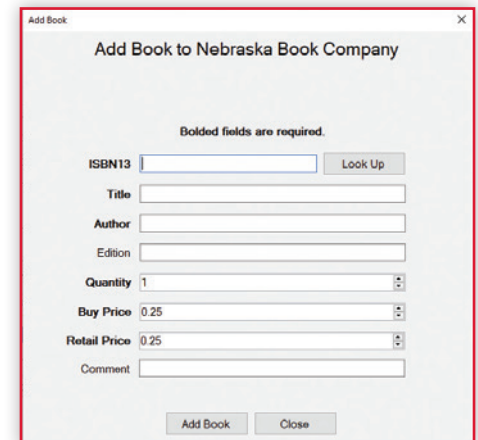 Add Book
Add Book to Nebraska Book Company
Bolded fields are required.
ISBN13 Look Up
Title
Author
Edition
Quantity 1
Buy Price 0.25
Retail Price 0.25
Comment
Add Book Close